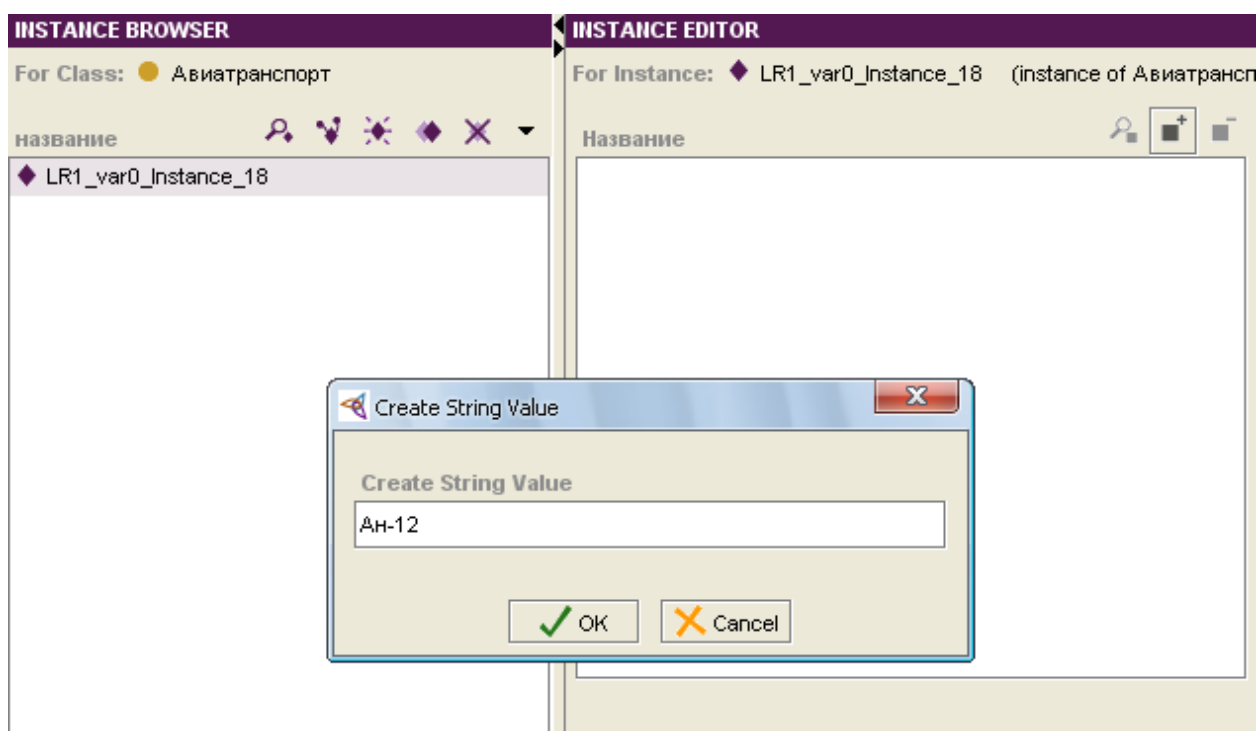 INSTANCE BROWSER
For Class: Авиатранспорт
название
LR1_var0_Instance_18
INSTANCE EDITOR
For Instance: LR1_var0_Instance_18 (instance of Авиатрансп
Название
Create String Value
Create String Value
Ан-12
OK Cancel